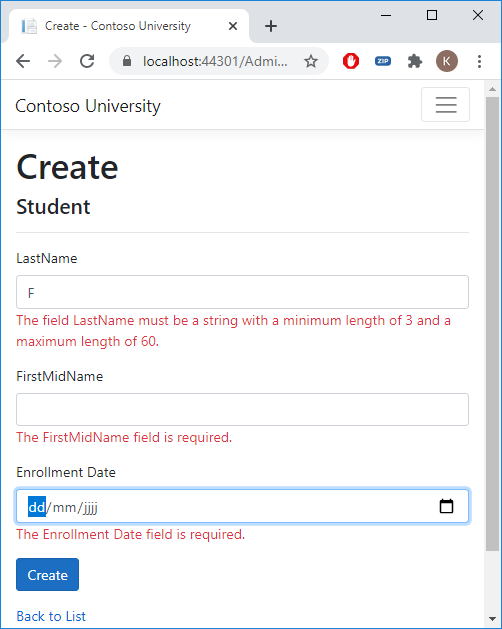 Create - Contoso University
localhost:44301/Admi...
ZIP
K
Contoso University
Create
Student
LastName
F
The field LastName must be a string with a minimum length of 3 and a
maximum length of 60.
FirstMidName
The FirstMidName field is required.
Enrollment Date
dd/mm/jjjj
The Enrollment Date field is required.
Create
Back to List